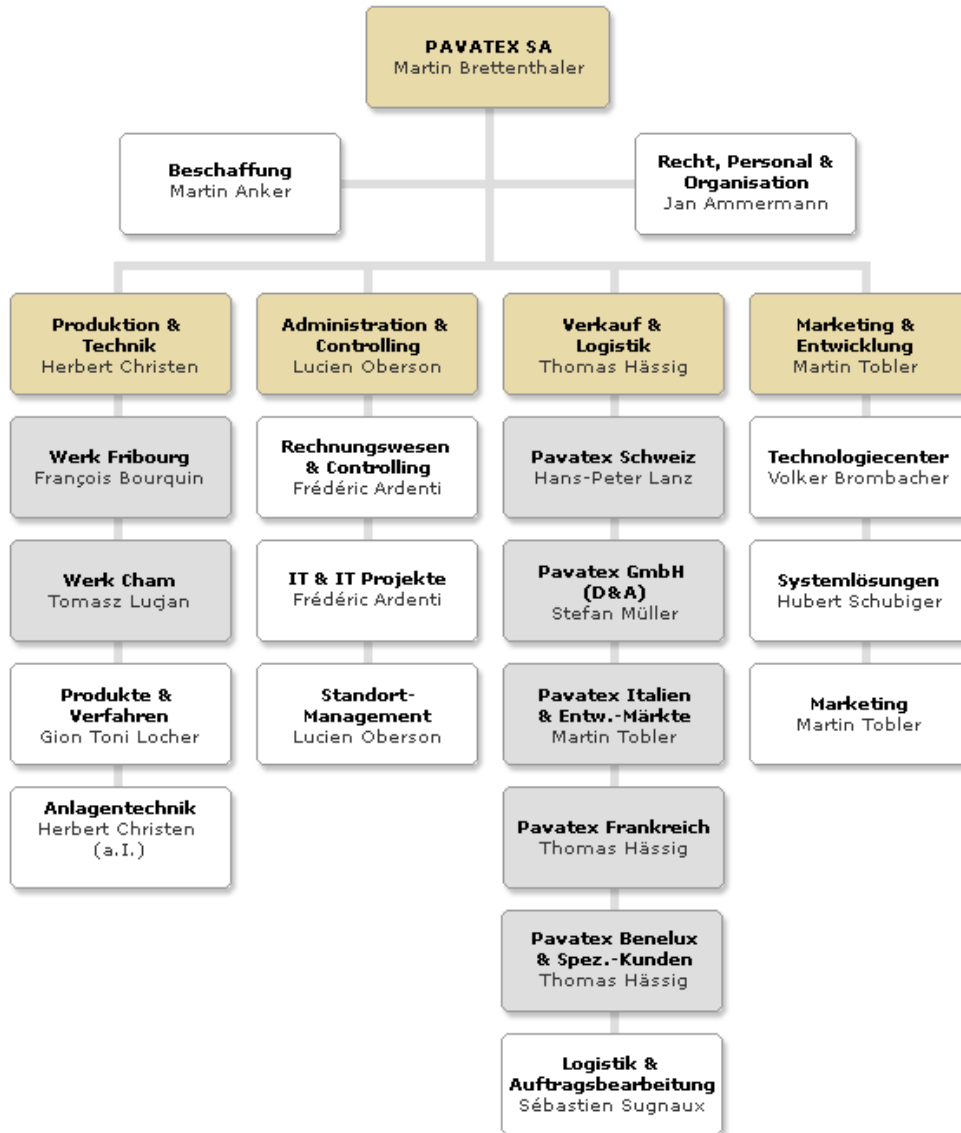 PAVATEX SA
Martin Brettenthaler
Beschaffung
Martin Anker
Recht, Personal &
Organisation
Jan Ammermann
Produktion &
Technik
Herbert Christen
Administration &
Controlling
Lucien Oberson
Verkauf &
Logistik
Thomas Hässig
Marketing &
Entwicklung
Martin Tobler
Werk Fribourg
François Bourquin
Rechnungswesen
& Controlling
Frédéric Ardenti
Pavatex Schweiz
Hans-Peter Lanz
Technologiecenter
Volker Brombacher
Werk Cham
Tomasz Lucjan
IT & IT Projekte
Frédéric Ardenti
Pavatex GmbH
(D&A)
Stefan Müller
Systemlösungen
Hubert Schubiger
Produkte &
Verfahren
Gion Toni Locher
Standort-
Management
Lucien Oberson
Pavatex Italien
& Entw.-Märkte
Martin Tobler
Marketing
Martin Tobler
Anlagentechnik
Herbert Christen
(a.I.)
Pavatex Frankreich
Thomas Hässig
Pavatex Benelux
& Spez.-Kunden
Thomas Hässig
Logistik &
Auftragsbearbeitung
Sébastien Sugnaux